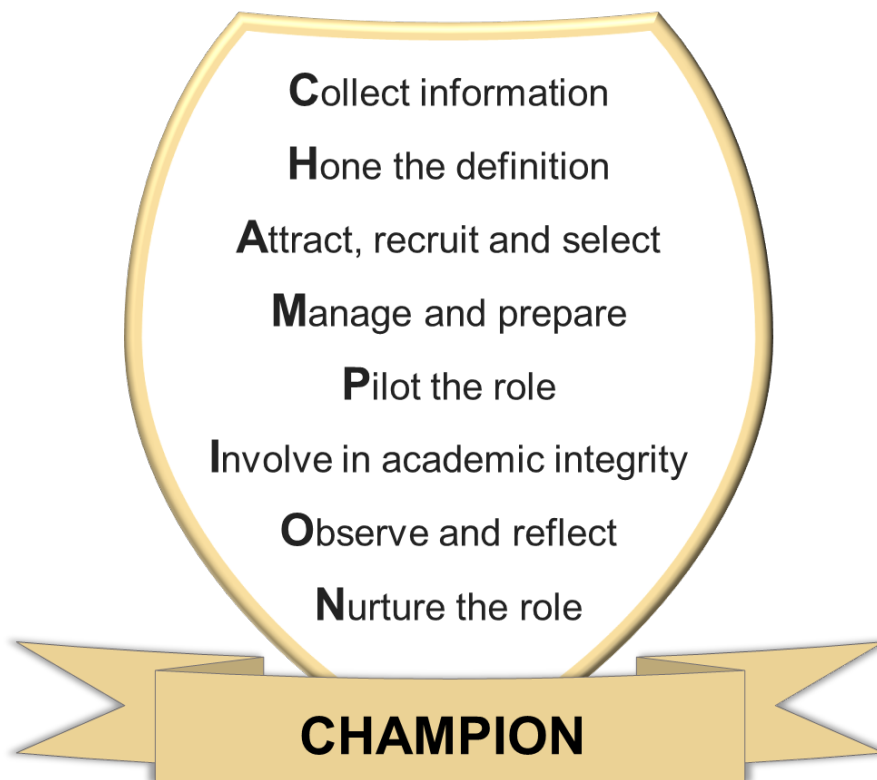 Collect information
Hone the definition
Attract, recruit and select
Manage and prepare
Pilot the role
Involve in academic integrity
Observe and reflect
Nurture the role
CHAMPION